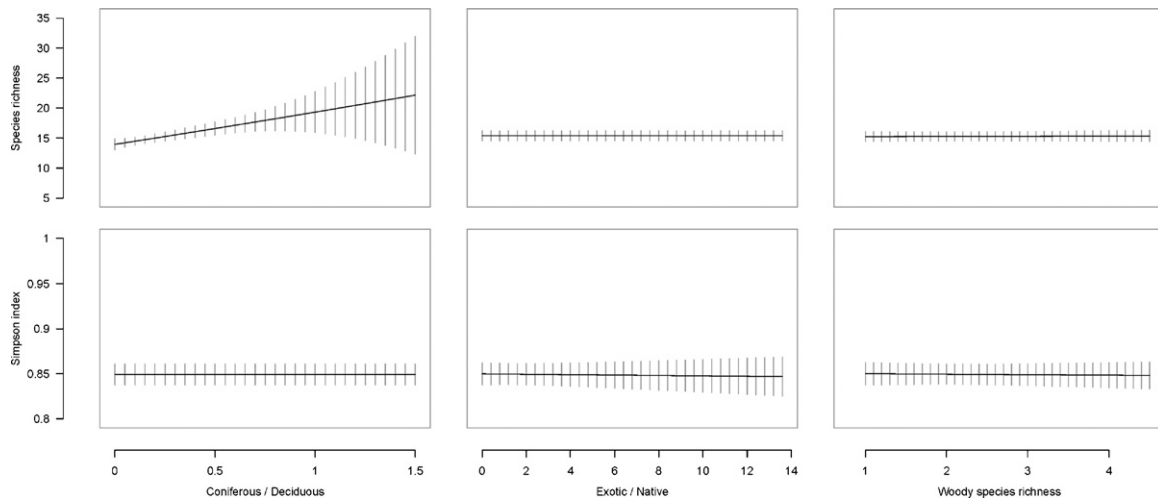 35
30
25
20
15
10
5
Species richness
1
0.95
0.9
0.85
0.8
Simpson index
0 0.5 1 1.5
Coniferous / Deciduous
0 2 4 6 8 10 12 14
Exotic / Native
1 2 3 4
Woody species richness